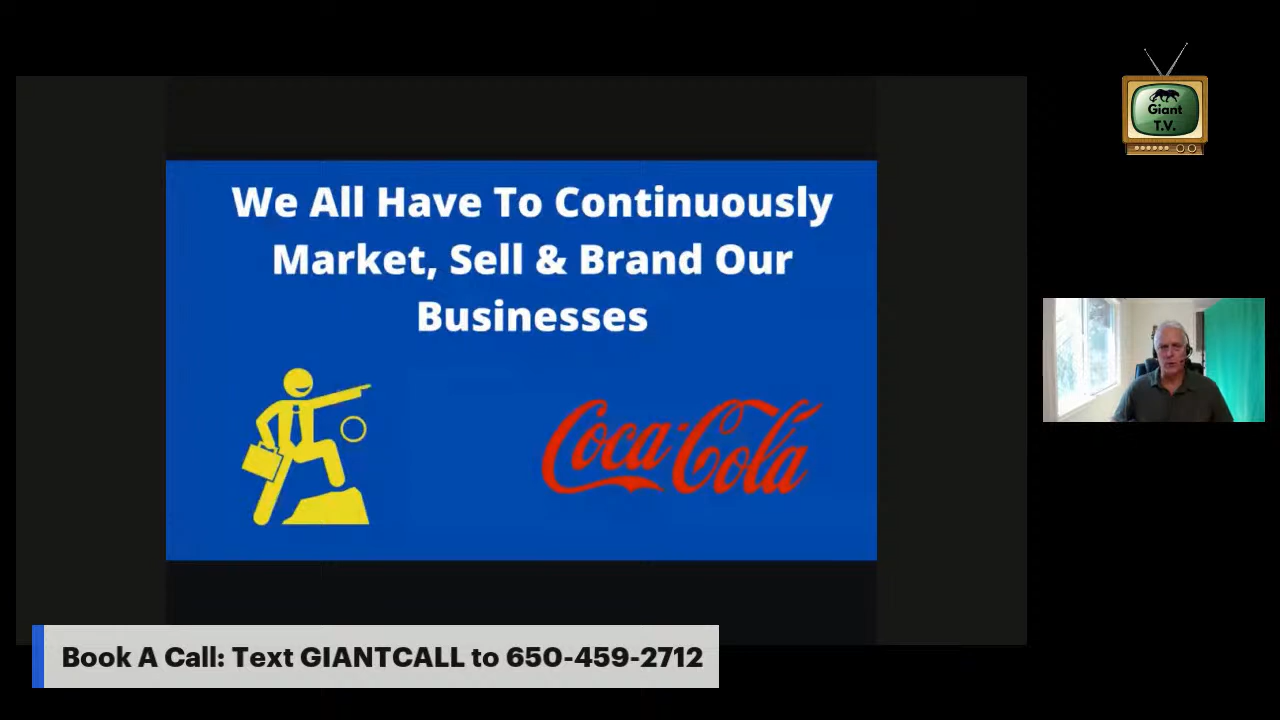 Giant
T.V.
We All Have To Continuously
Market, Sell & Brand Our
Businesses
Coca-Cola
Book A Call: Text GIANTCALL to 650-459-2712